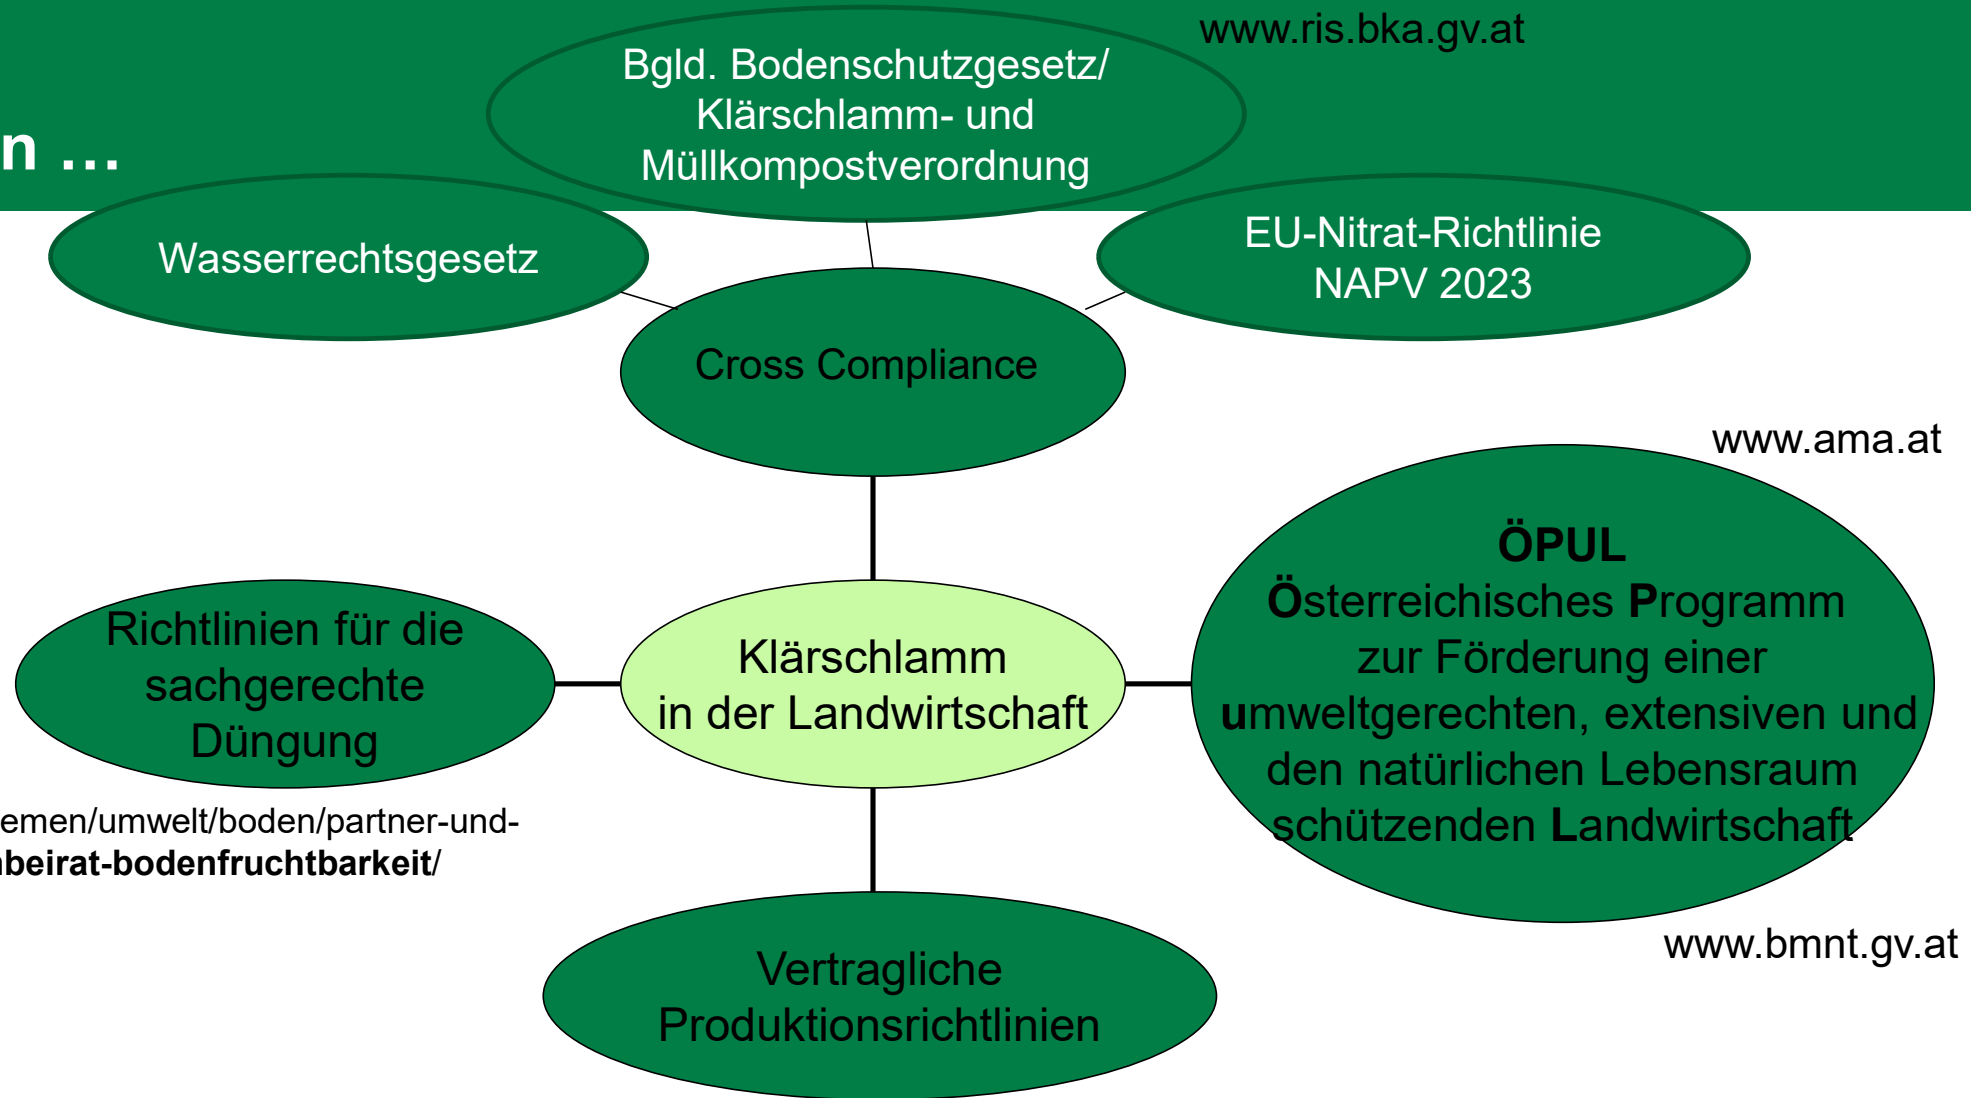 www.ris.bka.gv.at
Bgld. Bodenschutzgesetz/
Klärschlamm- und
Müllkompostverordnung
n …
Wasserrechtsgesetz
EU-Nitrat-Richtlinie
NAPV 2023
Cross Compliance
www.ama.at
ÖPUL
Österreichisches Programm
zur Förderung einer
umweltgerechten, extensiven und
den natürlichen Lebensraum
schützenden Landwirtschaft
Richtlinien für die
sachgerechte
Düngung
Klärschlamm
in der Landwirtschaft
emen/umwelt/boden/partner-und-
beirat-bodenfruchtbarkeit/
www.bmnt.gv.at
Vertragliche
Produktionsrichtlinien